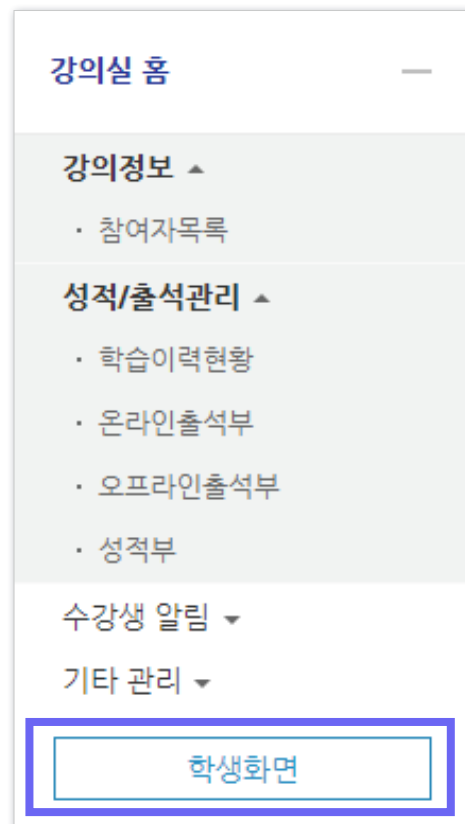 강의실 홈
강의정보
· 참여자목록
성적/출석관리
· 학습이력현황
· 온라인출석부
· 오프라인출석부
· 성적부
수강생 알림
기타 관리
학생화면